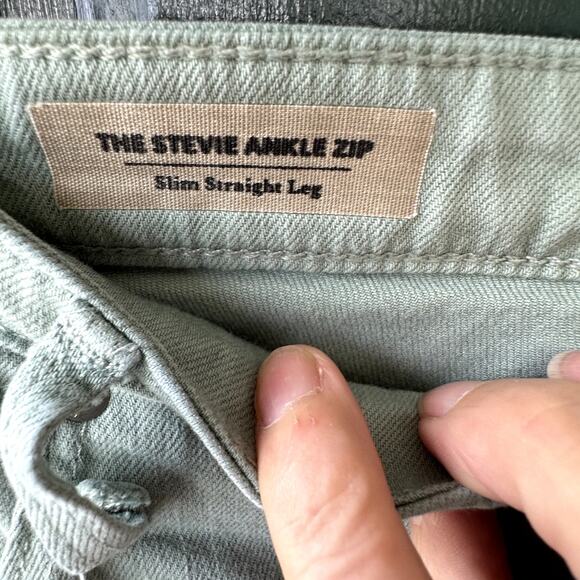 THE STEVIE ANKLE ZIP
Slim Straight Leg